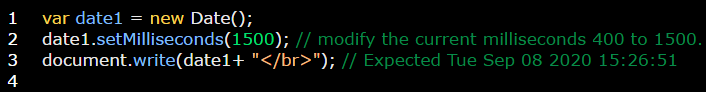 1 var date1 = new Date();
2 date1.setMilliseconds(1500); // modify the current milliseconds 400 to 1500.
3 document.write(date1+ "</br>"); // Expected Tue Sep 08 2020 15:26:51
4